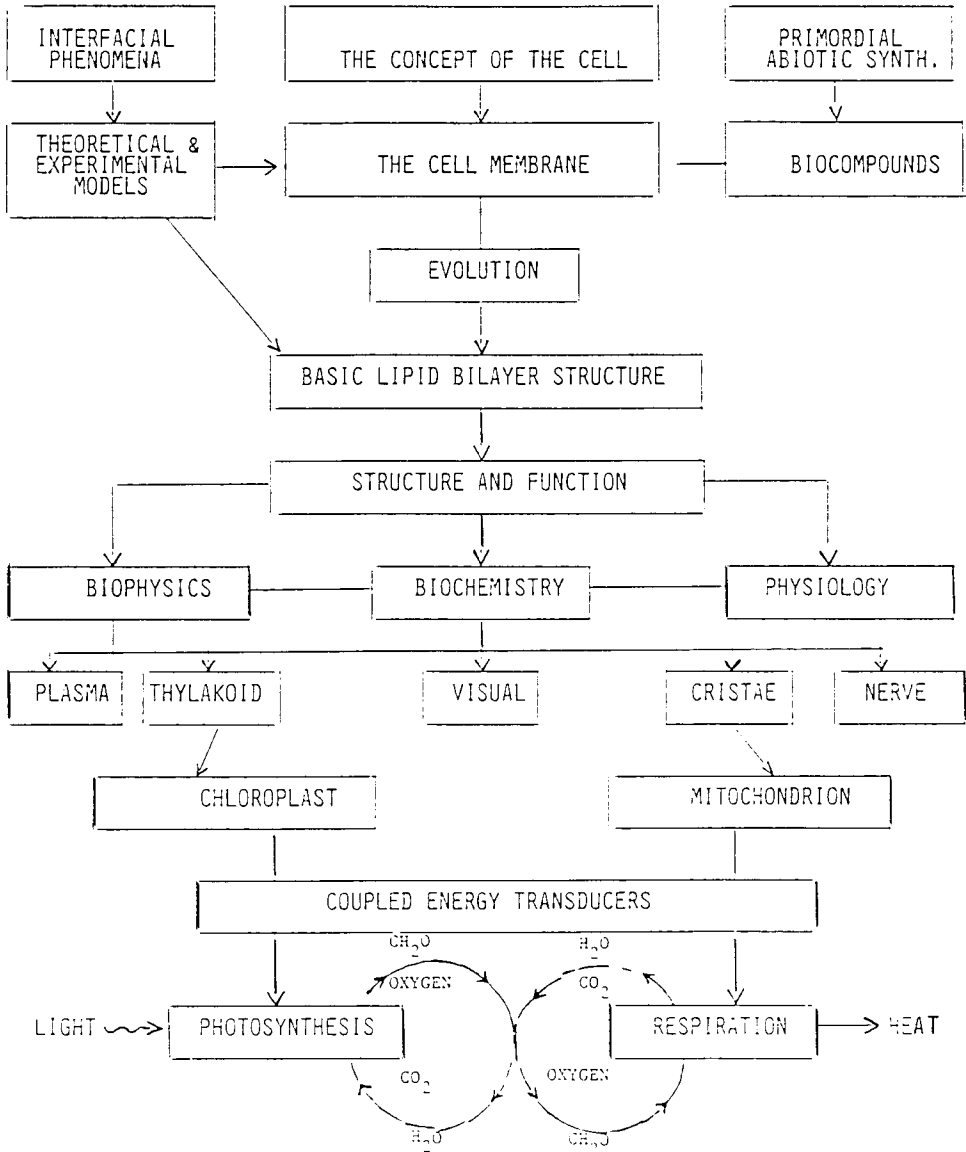 INTERFACIAL
PHENOMENA
THE CONCEPT OF THE CELL
PRIMORDIAL
ABIOTIC SYNTH.
THEORETICAL &
EXPERIMENTAL
MODELS
THE CELL MEMBRANE
BIOCOMPOUNDS
EVOLUTION
BASIC LIPID BILAYER STRUCTURE
STRUCTURE AND FUNCTION
BIOPHYSICS
BIOCHEMISTRY
PHYSIOLOGY
PLASMA
THYLAKOID
VISUAL
CRISTAE
NERVE
CHLOROPLAST
MITOCHONDRION
COUPLED ENERGY TRANSDUCERS
CH2O
OXYGEN
H2O
CO2
LIGHT
PHOTOSYNTHESIS
RESPIRATION
HEAT
CO2
OXYGEN
H2O
CH2O